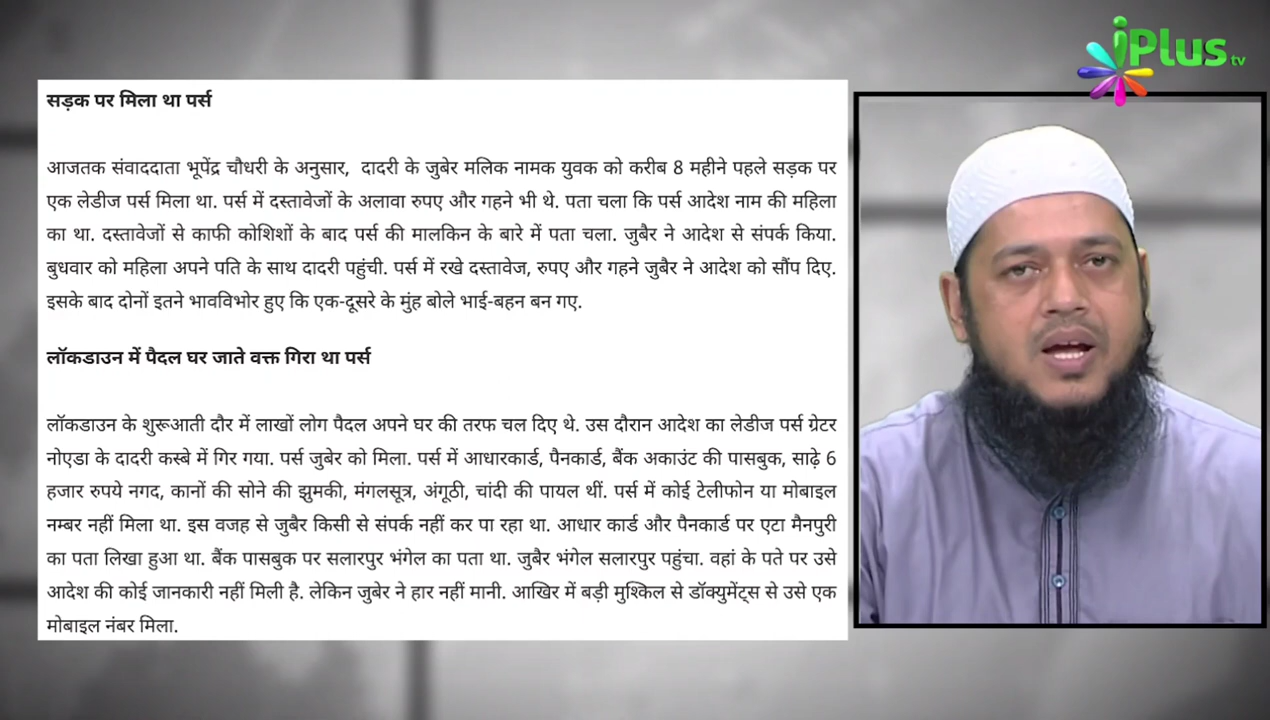 iPlus tv
सड़क पर मिला था पर्स
आजतक संवाददाता भूपेंद्र चौधरी के अनुसार, दादरी के जुबेर मलिक नामक युवक को करीब 8 महीने पहले सड़क पर
एक लेडीज पर्स मिला था. पर्स में दस्तावेजों के अलावा रुपए और गहने भी थे. पता चला कि पर्स आदेश नाम की महिला
का था. दस्तावेजों से काफी कोशिशों के बाद पर्स की मालकिन के बारे में पता चला. जुबैर ने आदेश से संपर्क किया.
बुधवार को महिला अपने पति के साथ दादरी पहुंची. पर्स में रखे दस्तावेज, रुपए और गहने जुबैर ने आदेश को सौंप दिए.
इसके बाद दोनों इतने भावविभोर हुए कि एक-दूसरे के मुंह बोले भाई-बहन बन गए.
लॉकडाउन में पैदल घर जाते वक्त गिरा था पर्स
लॉकडाउन के शुरूआती दौर में लाखों लोग पैदल अपने घर की तरफ चल दिए थे. उस दौरान आदेश का लेडीज पर्स ग्रेटर
नोएडा के दादरी कस्बे में गिर गया. पर्स जुबेर को मिला. पर्स में आधारकार्ड, पैनकार्ड, बैंक अकाउंट की पासबुक, साढ़े 6
हजार रुपये नगद, कानों की सोने की झुमकी, मंगलसूत्र, अंगूठी, चांदी की पायल थीं. पर्स में कोई टेलीफोन या मोबाइल
नम्बर नहीं मिला था. इस वजह से जुबैर किसी से संपर्क नहीं कर पा रहा था. आधार कार्ड और पैनकार्ड पर एटा मैनपुरी
का पता लिखा हुआ था. बैंक पासबुक पर सलारपुर भंगेल का पता था. जुबैर भंगेल सलारपुर पहुंचा. वहां के पते पर उसे
आदेश की कोई जानकारी नहीं मिली है. लेकिन जुबेर ने हार नहीं मानी. आखिर में बड़ी मुश्किल से डॉक्युमेंट्स से उसे एक
मोबाइल नंबर मिला.